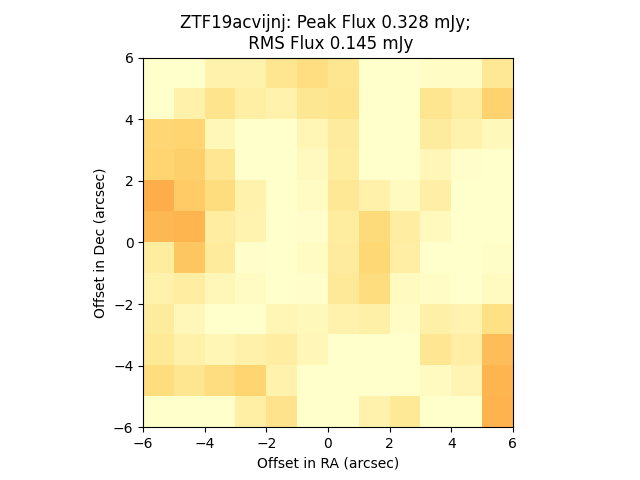 ZTF19acvijnj: Peak Flux 0.328 mJy;
RMS Flux 0.145 mJy
6
4
2
0
−2
−4
−6
Offset in Dec (arcsec)
−6 −4 −2 0 2 4 6
Offset in RA (arcsec)